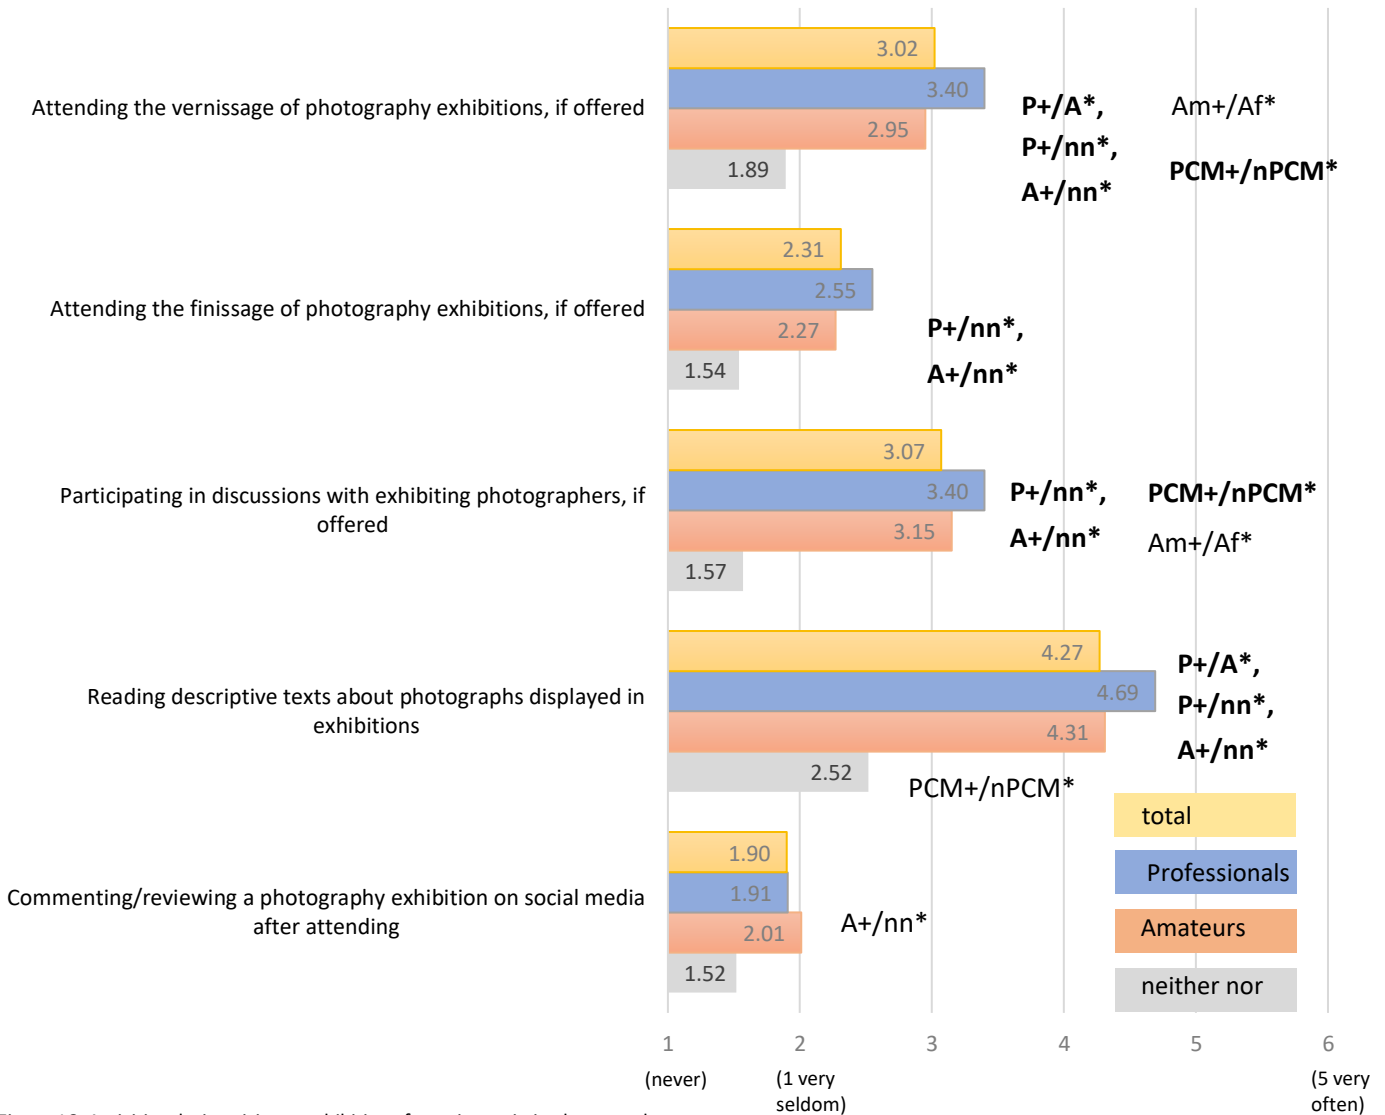 3.02
Attending the vernissage of photography exhibitions, if offered
3.40
2.95
1.89
P+/A*,
P+/nn*,
A+/nn*
Am+/Af*
PCM+/nPCM*
2.31
Attending the finissage of photography exhibitions, if offered
2.55
2.27
1.54
P+/nn*,
A+/nn*
3.07
Participating in discussions with exhibiting photographers, if
offered
3.40
3.15
1.57
P+/nn*,
A+/nn*
PCM+/nPCM*
Am+/Af*
4.27
Reading descriptive texts about photographs displayed in
exhibitions
4.69
4.31
2.52
P+/A*,
P+/nn*,
A+/nn*
PCM+/nPCM*
1.90
Commenting/reviewing a photography exhibition on social media
after attending
1.91
2.01
1.52
A+/nn*
total
Professionals
Amateurs
neither nor
1 2 3 4 5 6
(never)
(1 very
seldom)
(5 very
often)